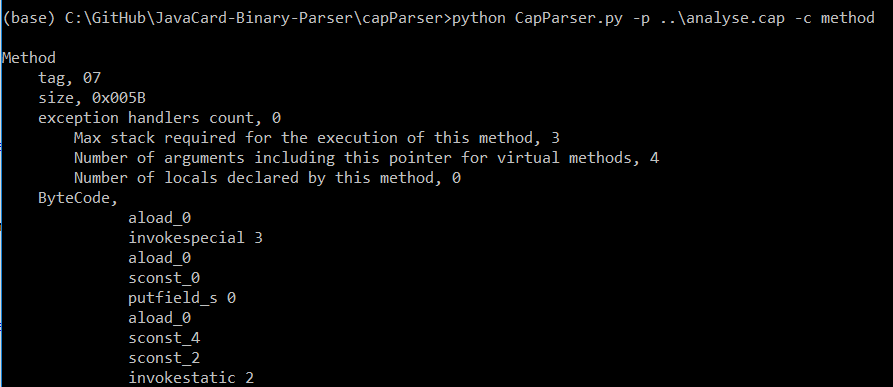 (base) C:\GitHub\JavaCard-Binary-Parser\capParser>python CapParser.py -p ..\analyse.cap -c method
Method
tag, 07
size, 0x005B
exception handlers count, 0
Max stack required for the execution of this method, 3
Number of arguments including this pointer for virtual methods, 4
Number of locals declared by this method, 0
ByteCode,
aload_0
invokespecial 3
aload_0
sconst_0
putfield_s 0
aload_0
sconst_4
sconst_2
invokestatic 2